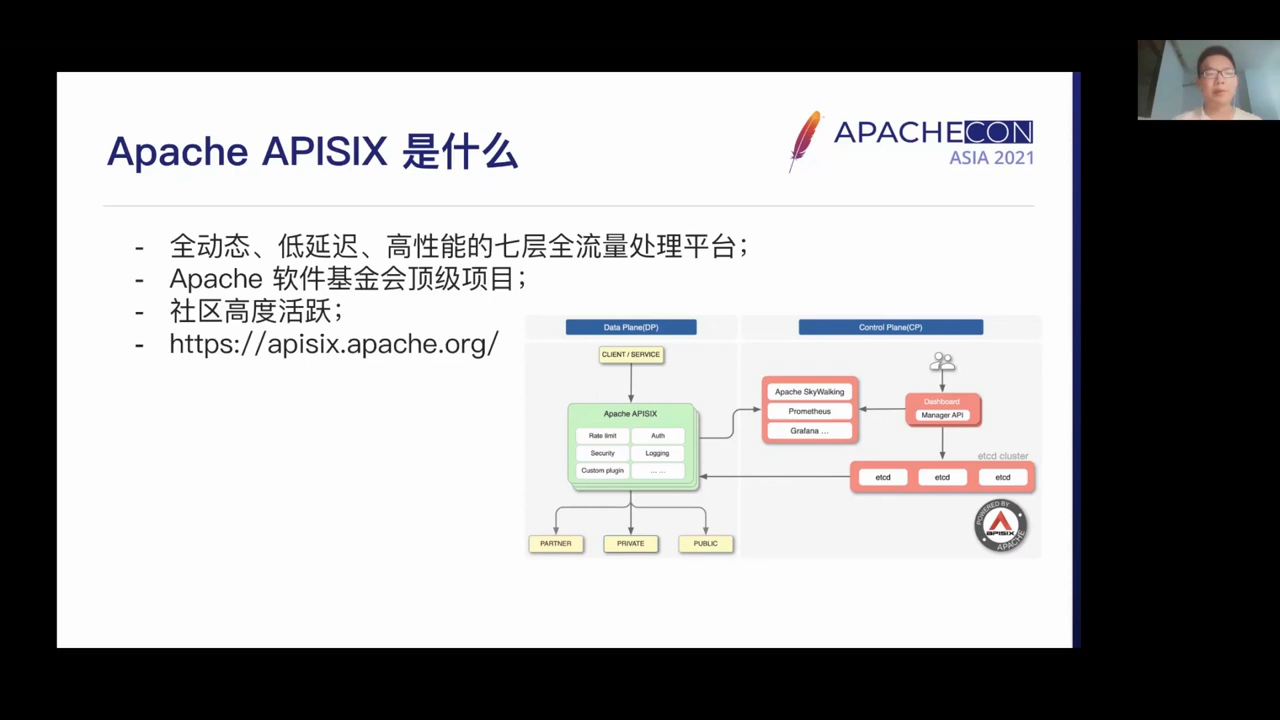 Apache APISIX 是什么
APACHECON
ASIA 2021
- 全动态、低延迟、高性能的七层全流量处理平台；
- Apache 软件基金会顶级项目；
- 社区高度活跃；
- https://apisix.apache.org/
Data Plane(DP)
CLIENT / SERVICE
Apache APISIX
Rate limit
Auth
Security
Logging
Custom plugin
... ...
PARTNER
PRIVATE
PUBLIC
Control Plane(CP)
Apache SkyWalking
Prometheus
Grafana ...
Dashboard
Manager API
etcd cluster
etcd
etcd
etcd
POWERED BY
APISIX
APACHE